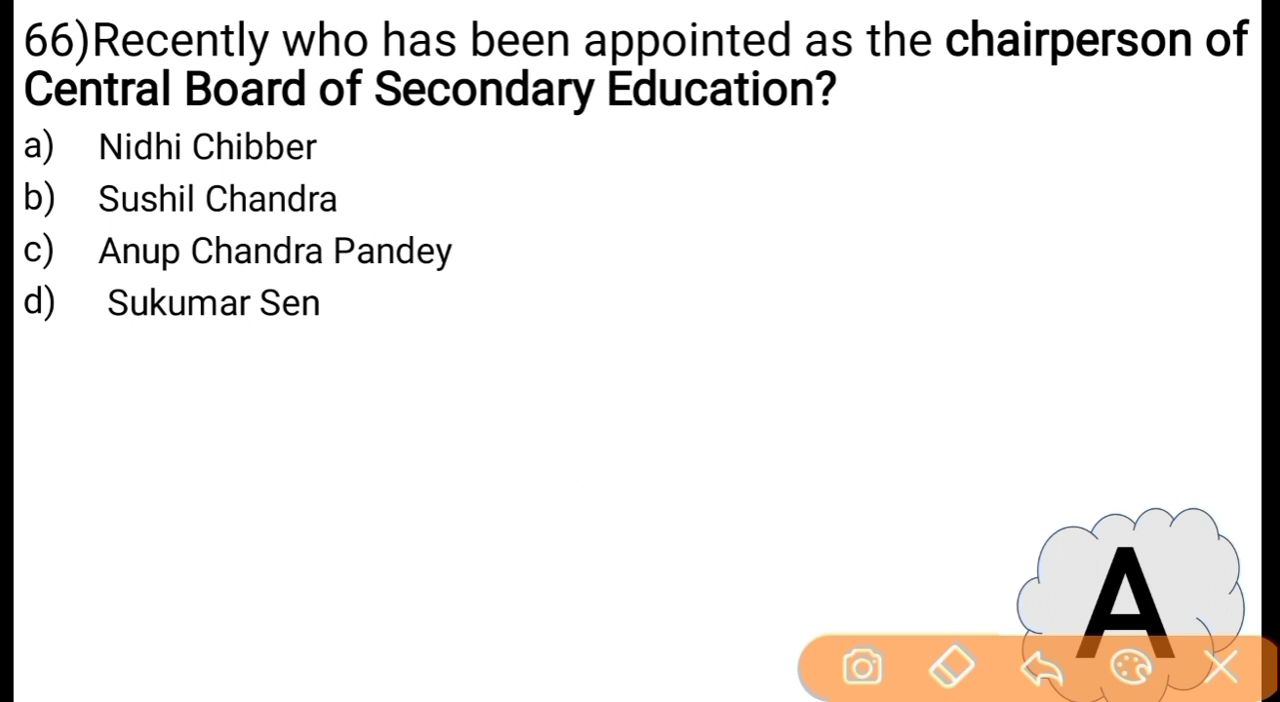 66)Recently who has been appointed as the chairperson of
Central Board of Secondary Education?
a) Nidhi Chibber
b) Sushil Chandra
c) Anup Chandra Pandey
d) Sukumar Sen
A